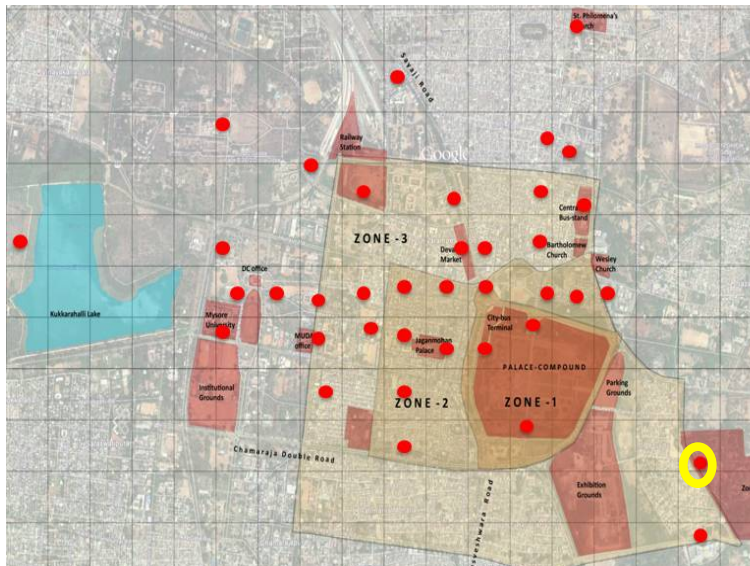 St. Philomena's
Church
Sayaji Road
Railway
Station
Google
ZONE -3
Central
Bus-stand
Bartholomew
Church
Wesley
Church
Market
DC office
Mysore
University
MUDA
office
City-bus
Terminal
Jaganmohan
Palace
Kukkarahalli Lake
PALACE-COMPOUND
Parking
Grounds
Institutional
Grounds
ZONE -2
ZONE -1
Chamaraja Double Road
Exhibition
Grounds
Road